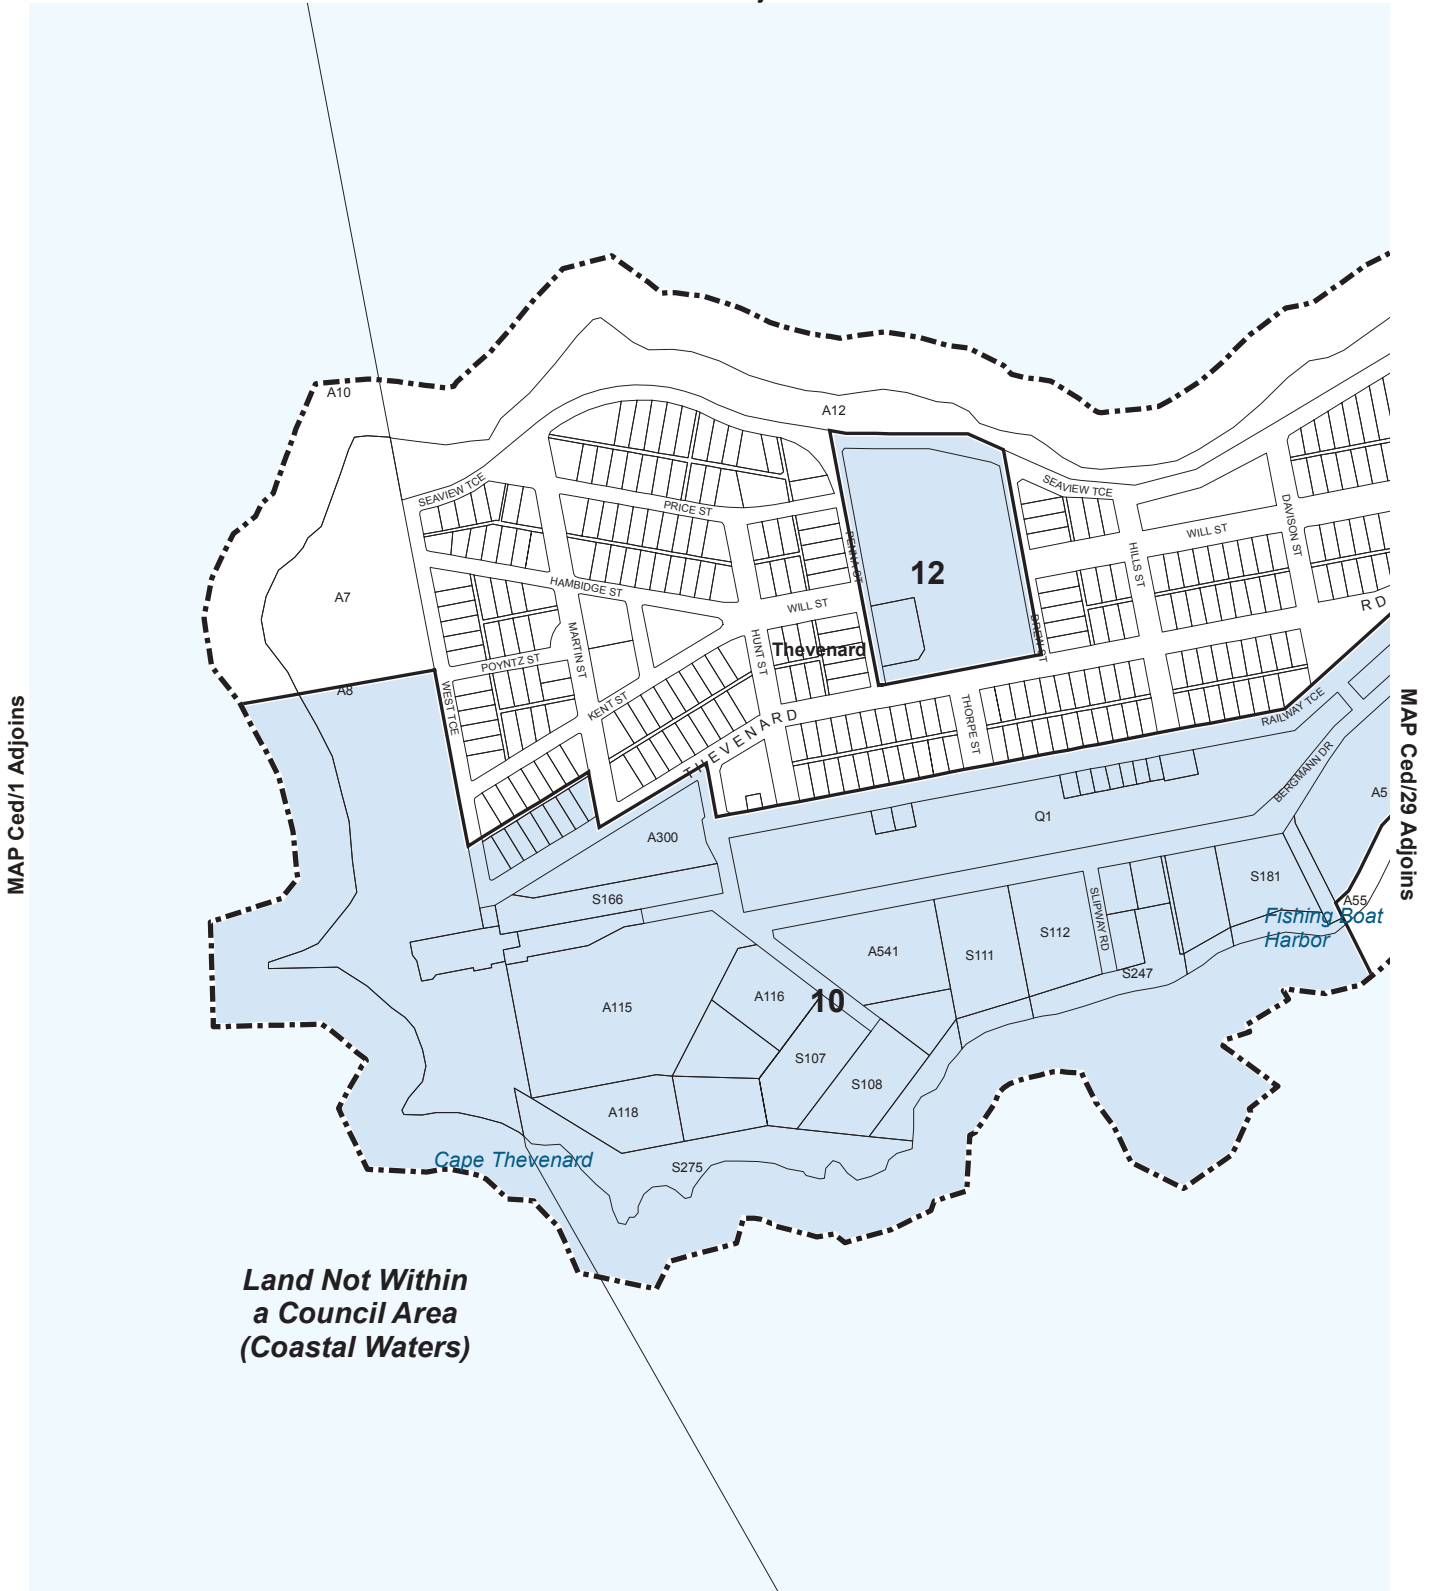 A10
A12
SEAVIEW TCE
SEAVIEW TCE
PRICE ST
DAVISON ST
WILL ST
PENNA ST
HILLS ST
12
HAMBIDGE ST
A7
WILL ST
RD
MARTIN ST
HUNT ST
DREW ST
Thevenard
POYNTZ ST
A8
WEST TCE
KENT ST
THEVENARD
THORPE ST
RAILWAY TCE
MAP Ced/1 Adjoins
MAP Ced/29 Adjoins
BERGMANN DR
A5
Q1
A300
S181
S166
A55
SLIPWAY RD
Fishing Boat
Harbor
S112
A541
S111
S247
A116
10
A115
S107
S108
A118
Cape Thevenard
S275
Land Not Within
a Council Area
(Coastal Waters)